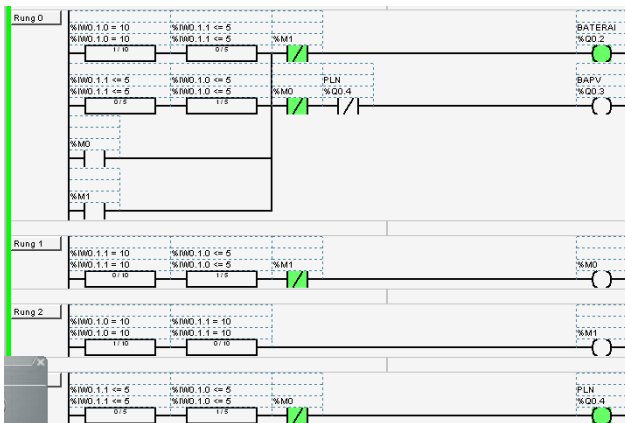 Rung 0
%IW0.1.0 = 10 %IW0.1.1 <= 5 BATERAI
%IW0.1.0 = 10 %IW0.1.1 <= 5 %M1 %Q0.2
1 / 10 0 / 5
%IW0.1.1 <= 5 %IW0.1.0 <= 5 PLN BAPV
%IW0.1.1 <= 5 %IW0.1.0 <= 5 %M0 %Q0.4 %Q0.3
0 / 5 1 / 5
%M0
%M1
Rung 1
%IW0.1.1 = 10 %IW0.1.0 <= 5
%IW0.1.1 = 10 %IW0.1.0 <= 5 %M1 %M0
0 / 10 1 / 5
Rung 2
%IW0.1.0 = 10 %IW0.1.1 = 10
%IW0.1.0 = 10 %IW0.1.1 = 10 %M1
1 / 10 0 / 10
%IW0.1.1 <= 5 %IW0.1.0 <= 5 PLN
%IW0.1.1 <= 5 %IW0.1.0 <= 5 %M0 %Q0.4
0 / 5 1 / 5